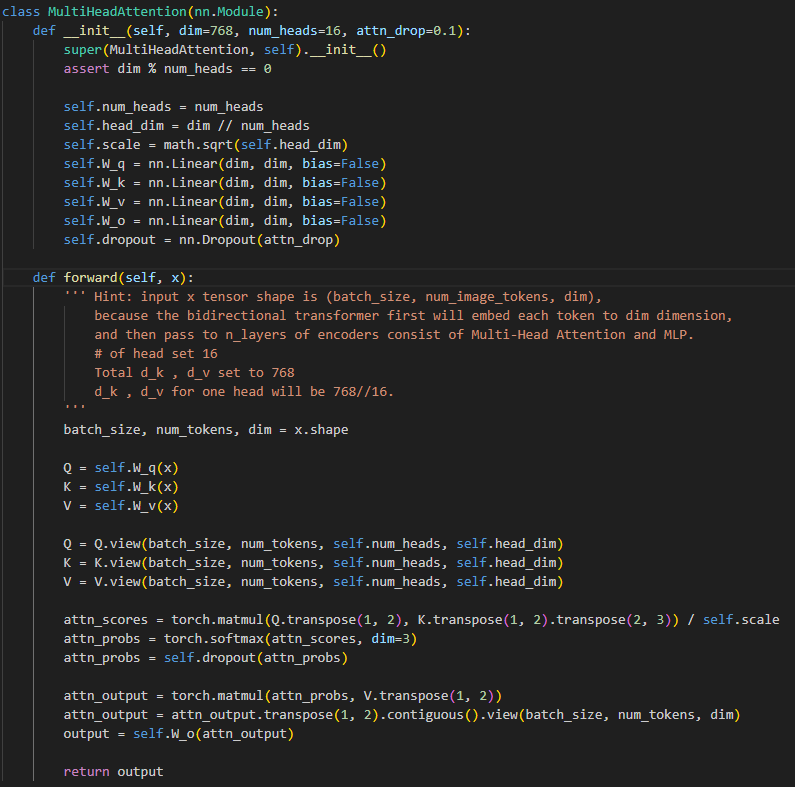 class MultiHeadAttention(nn.Module):
    def __init__(self, dim=768, num_heads=16, attn_drop=0.1):
        super(MultiHeadAttention, self).__init__()
        assert dim % num_heads == 0

        self.num_heads = num_heads
        self.head_dim = dim // num_heads
        self.scale = math.sqrt(self.head_dim)
        self.W_q = nn.Linear(dim, dim, bias=False)
        self.W_k = nn.Linear(dim, dim, bias=False)
        self.W_v = nn.Linear(dim, dim, bias=False)
        self.W_o = nn.Linear(dim, dim, bias=False)
        self.dropout = nn.Dropout(attn_drop)

    def forward(self, x):
        ''' Hint: input x tensor shape is (batch_size, num_image_tokens, dim),
            because the bidirectional transformer first will embed each token to dim dimension,
            and then pass to n_layers of encoders consist of Multi-Head Attention and MLP.
            # of head set 16
            Total d_k , d_v set to 768
            d_k , d_v for one head will be 768//16.
        '''
        batch_size, num_tokens, dim = x.shape

        Q = self.W_q(x)
        K = self.W_k(x)
        V = self.W_v(x)

        Q = Q.view(batch_size, num_tokens, self.num_heads, self.head_dim)
        K = K.view(batch_size, num_tokens, self.num_heads, self.head_dim)
        V = V.view(batch_size, num_tokens, self.num_heads, self.head_dim)

        attn_scores = torch.matmul(Q.transpose(1, 2), K.transpose(1, 2).transpose(2, 3)) / self.scale
        attn_probs = torch.softmax(attn_scores, dim=3)
        attn_probs = self.dropout(attn_probs)

        attn_output = torch.matmul(attn_probs, V.transpose(1, 2))
        attn_output = attn_output.transpose(1, 2).contiguous().view(batch_size, num_tokens, dim)
        output = self.W_o(attn_output)

        return output